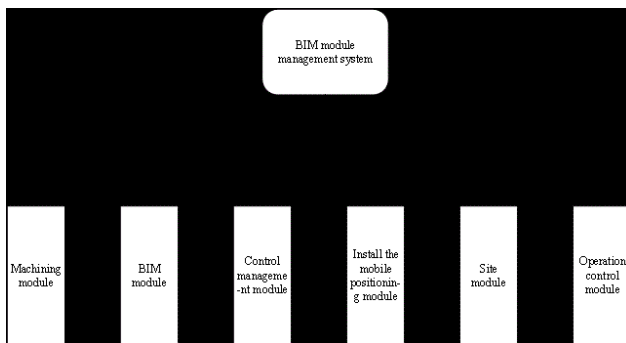 BIM module
management system
Machining
module
BIM
module
Control
manageme
-nt module
Install the
mobile
positionin-
g module
Site
module
Operation
control
module